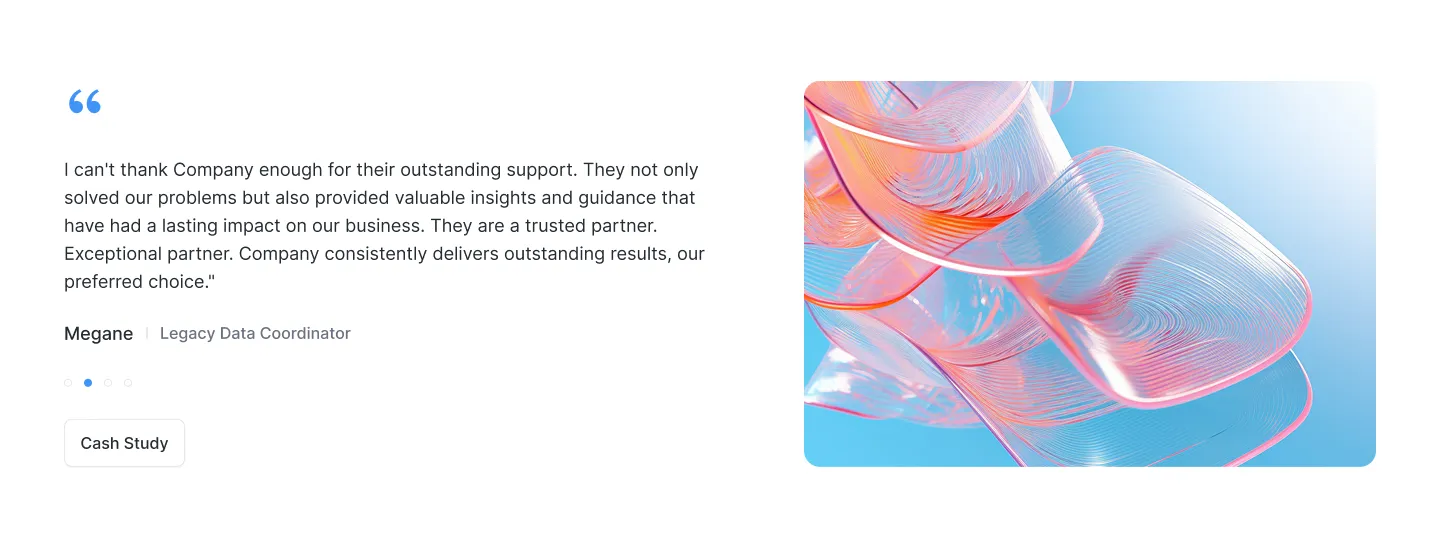 “
I can't thank Company enough for their outstanding support. They not only
solved our problems but also provided valuable insights and guidance that
have had a lasting impact on our business. They are a trusted partner.
Exceptional partner. Company consistently delivers outstanding results, our
preferred choice."
Megane | Legacy Data Coordinator
Cash Study